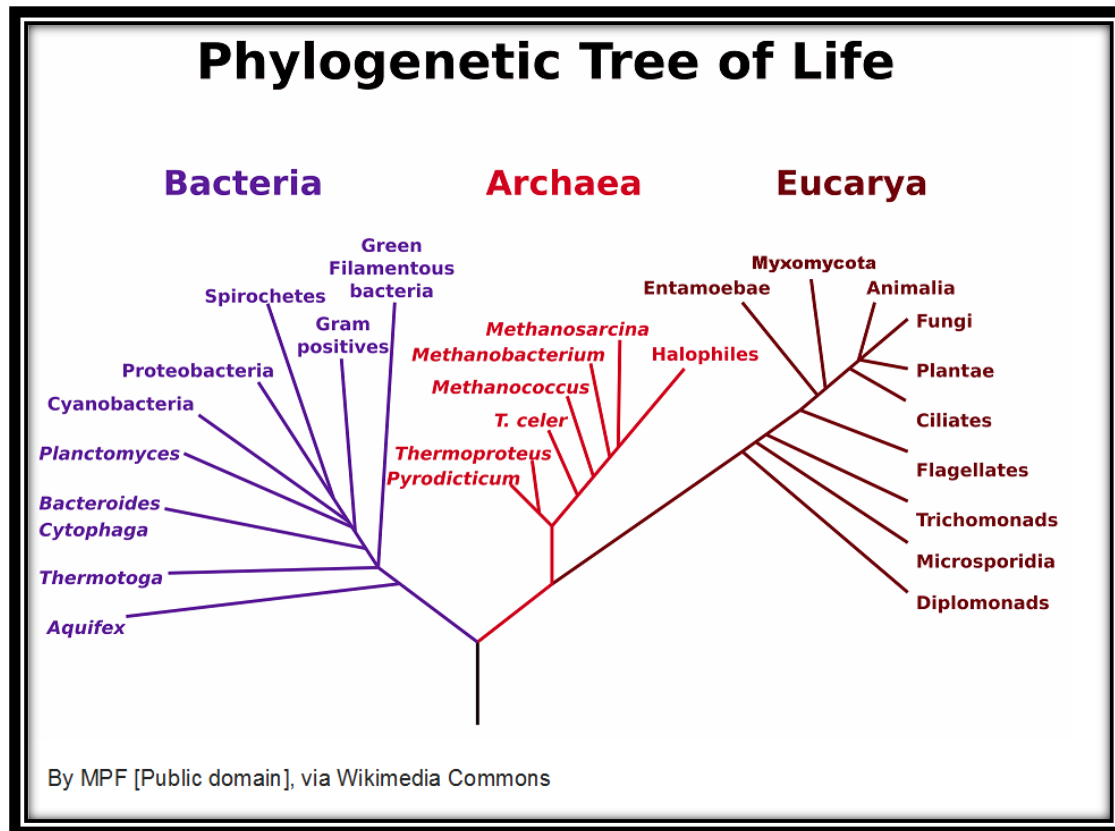 Phylogenetic Tree of Life
Bacteria
Archaea
Eucarya
Green
Filamentous
bacteria
Spirochetes
Gram
positives
Proteobacteria
Cyanobacteria
Planctomyces
Bacteroides
Cytophaga
Thermotoga
Aquifex
Methanosarcina
Methanobacterium
Halophiles
Methanococcus
T. celer
Thermoproteus
Pyrodicticum
Entamoebae
Myxomycota
Animalia
Fungi
Plantae
Ciliates
Flagellates
Trichomonads
Microsporidia
Diplomonads
By MPF [Public domain], via Wikimedia Commons